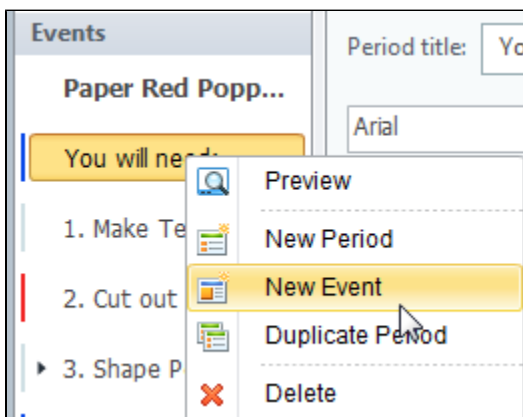 Events
Period title: Yo
Paper Red Popp...
Arial
You will need:
Preview
1. Make Te
New Period
2. Cut out
New Event
Duplicate Period
3. Shape P
Delete